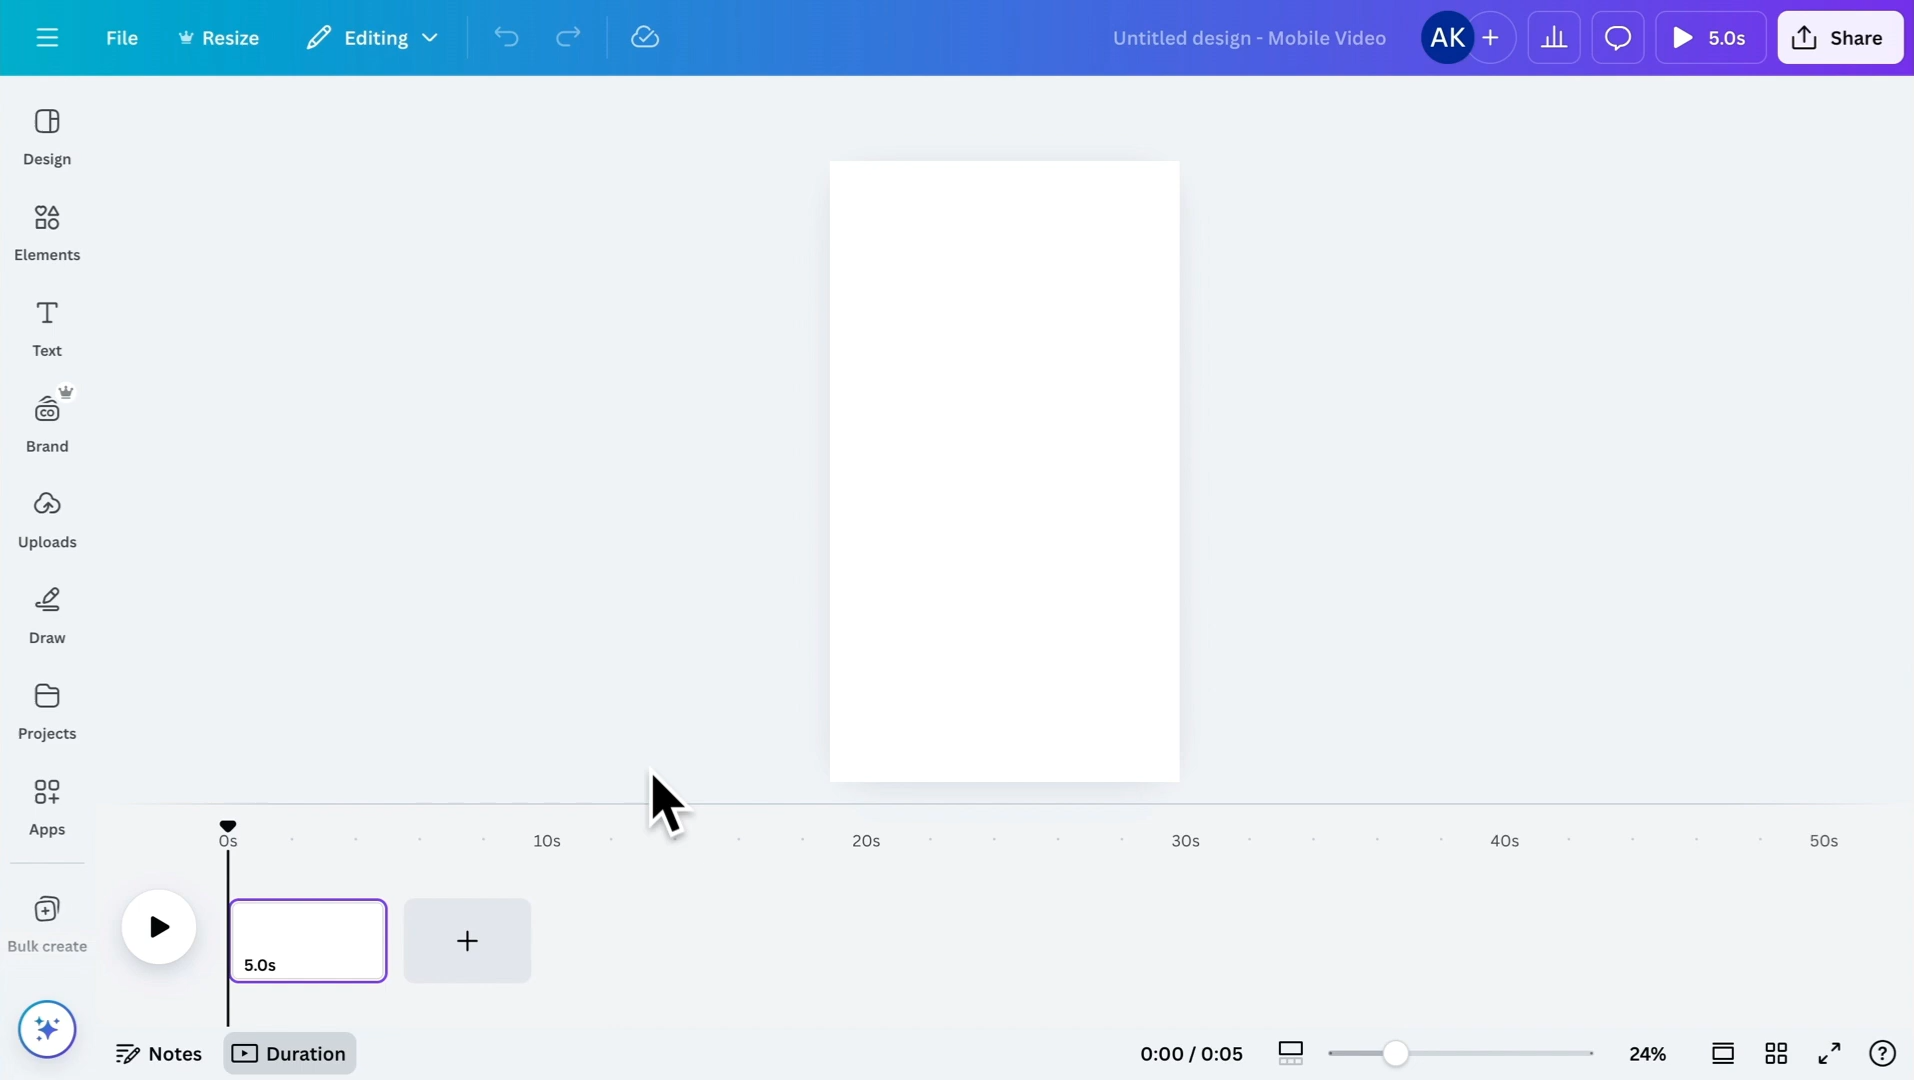 File
Resize
Editing
Untitled design - Mobile Video
AK
5.0s
Share
Design
Elements
Text
CO
Brand
Uploads
Draw
Projects
Apps
Bulk create
0s
10s
20s
30s
40s
50s
5.0s
Notes
Duration
0:00 / 0:05
24%